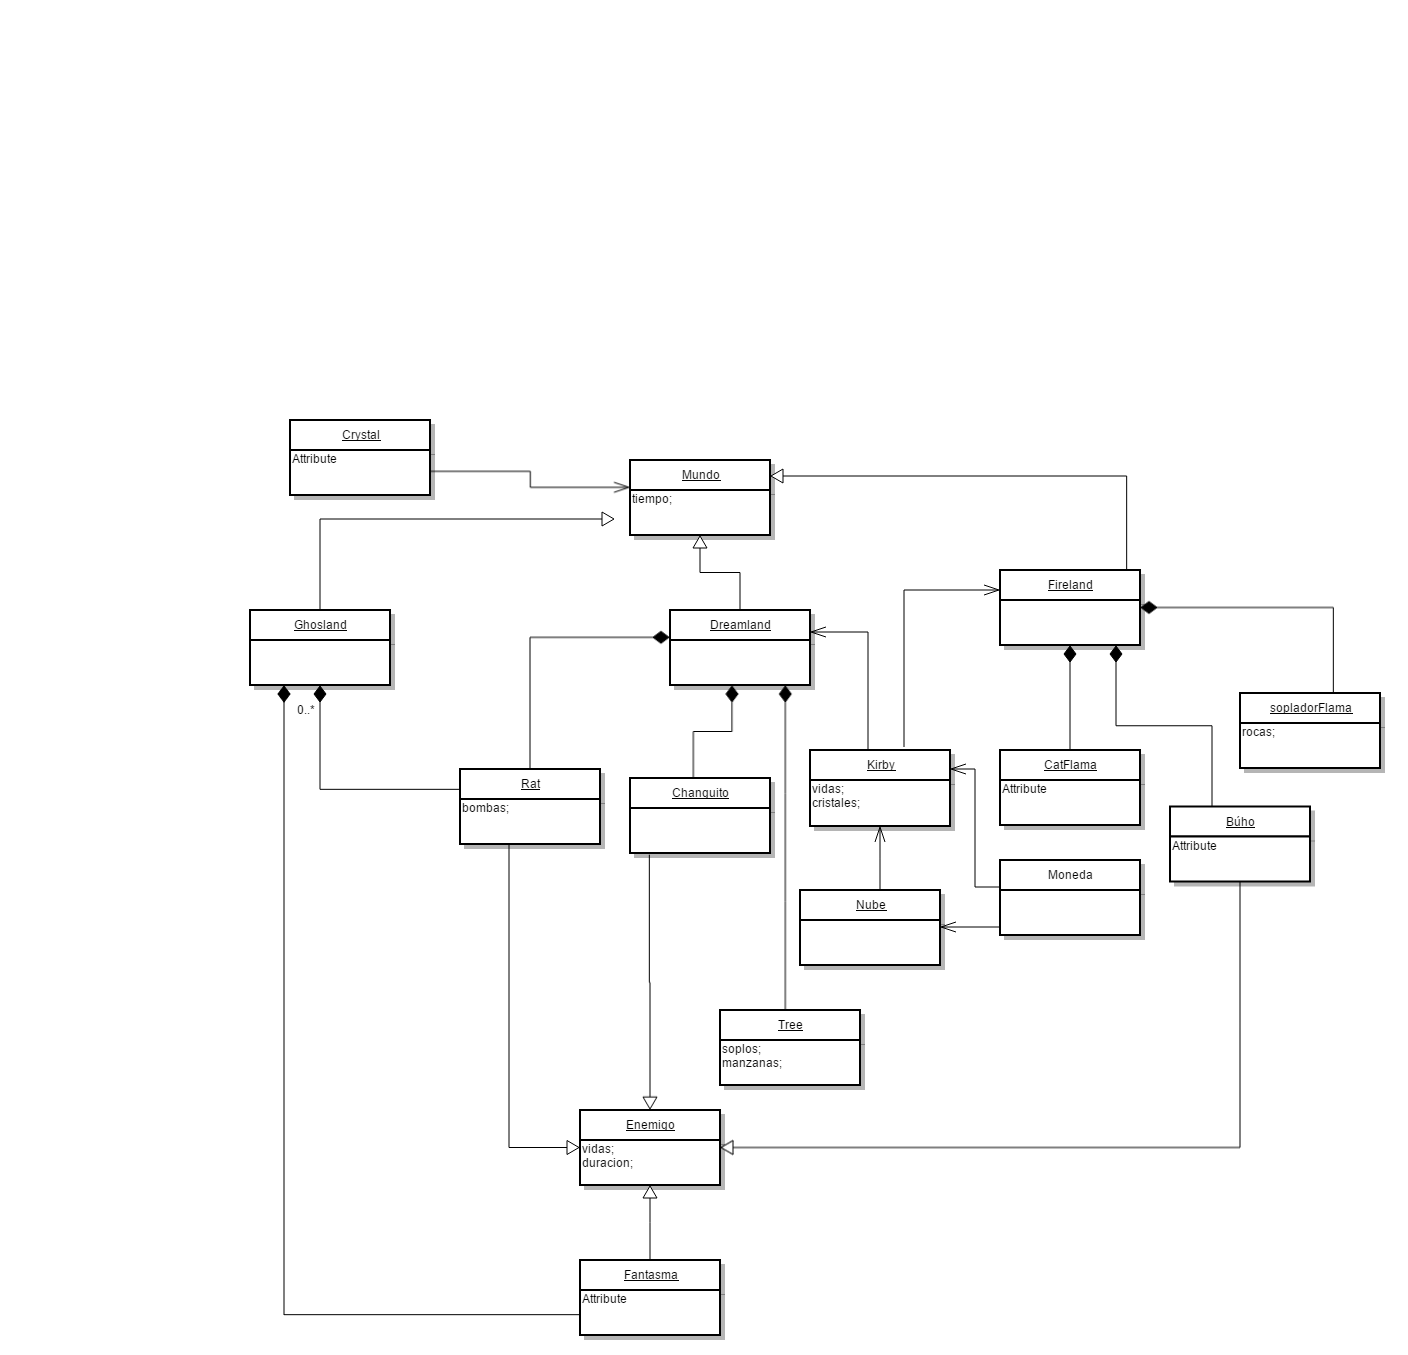 Crystal
Attribute
Mundo
tiempo;
Fireland
Ghosland
Dreamland
0..*
sopladorFlama
rocas;
Rat
bombas;
Changuito
Kirby
vidas;
cristales;
CatFlama
Attribute
Búho
Attribute
Moneda
Nube
Tree
soplos;
manzanas;
Enemigo
vidas;
duracion;
Fantasma
Attribute